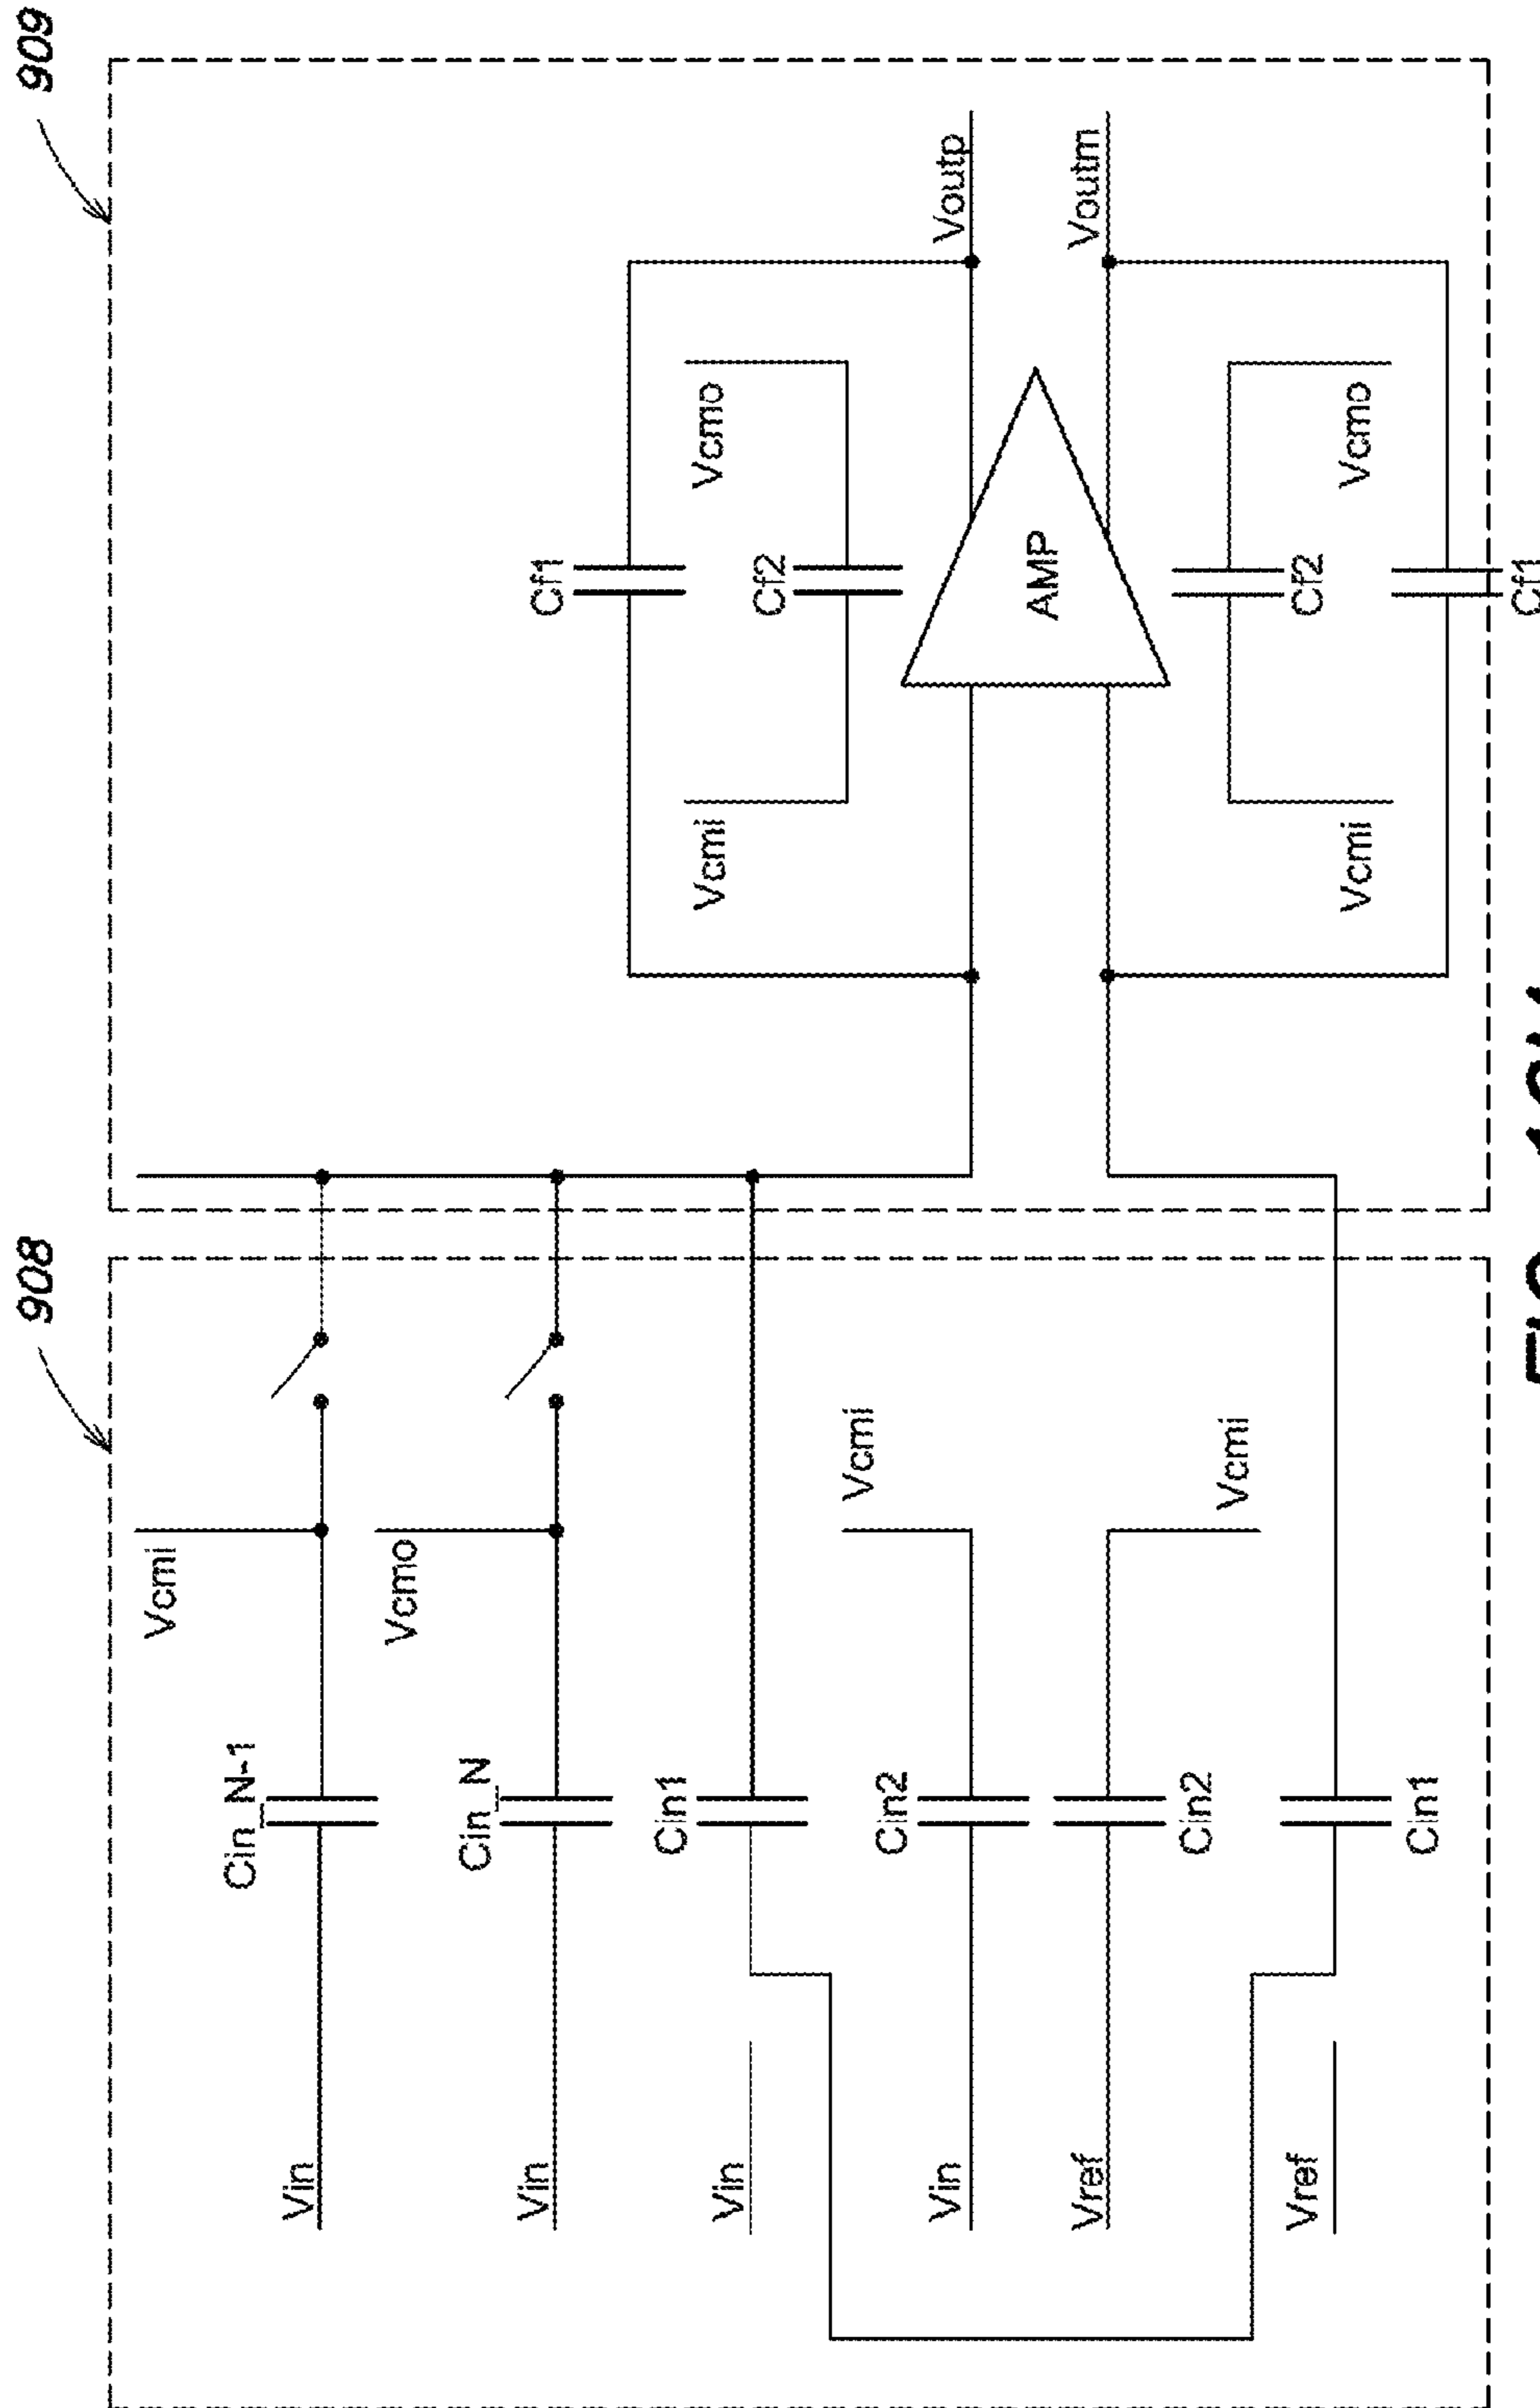 908
909
Vcmi
Cin_N-1
Vin
Vcmo
Cin_N
Vin
Cf1
Cin1
Vcmi
Vcmo
Vin
Cf2
Vcmi
Cin2
Vin
Voutp
AMP
Vref
Voutm
Cin2
Vcmi
Vref
Cf2
Vcmi
Vcmo
Cin1
Cf1